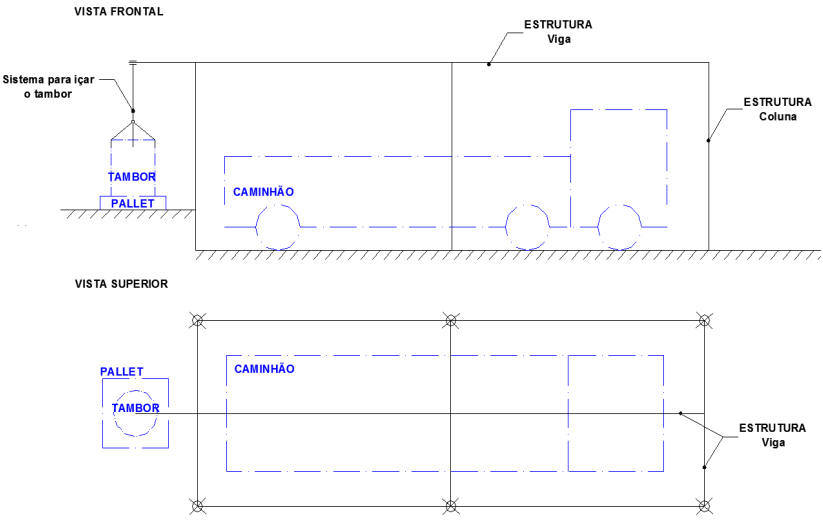 VISTA FRONTAL
ESTRUTURA
Viga
Sistema para içar
o tambor
ESTRUTURA
Coluna
TAMBOR
CAMINHÃO
PALLET
VISTA SUPERIOR
PALLET
CAMINHÃO
TAMBOR
ESTRUTURA
Viga